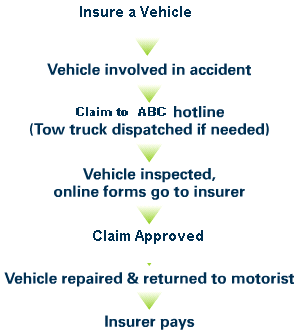 Insure a Vehicle
Vehicle involved in accident
Claim to ABC hotline
(Tow truck dispatched if needed)
Vehicle inspected,
online forms go to insurer
Claim Approved
Vehicle repaired & returned to motorist
Insurer pays